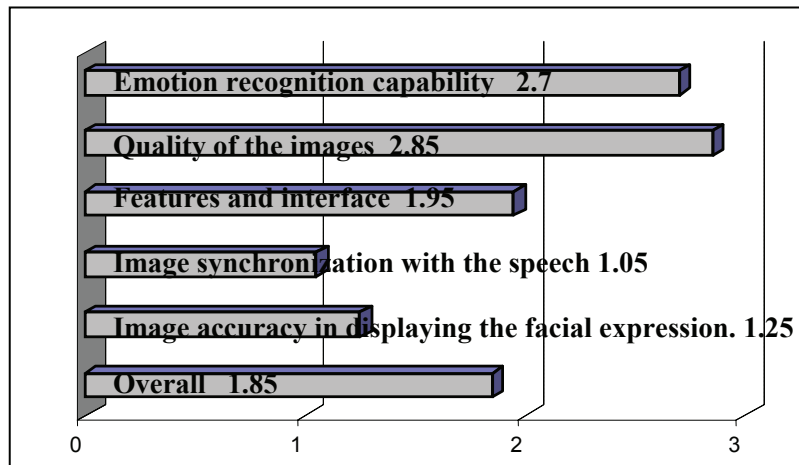 Emotion recognition capability 2.7
Quality of the images 2.85
Features and interface 1.95
Image synchronization with the speech 1.05
Image accuracy in displaying the facial expression. 1.25
Overall 1.85
0 1 2 3